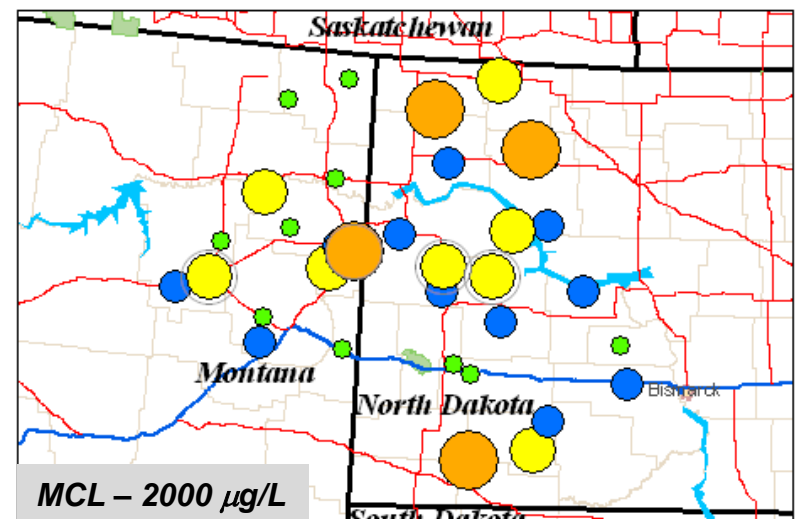 Saskatchewan
Montana
Bismarck
North Dakota
MCL – 2000 µg/L
South Dakota